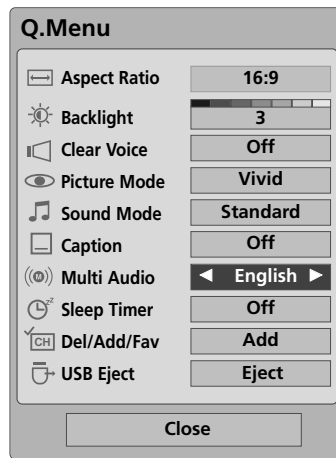 Q.Menu
Aspect Ratio 16:9
Backlight 3
Clear Voice Off
Picture Mode Vivid
Sound Mode Standard
Caption Off
Multi Audio ◀ English ▶
Sleep Timer Off
Del/Add/Fav Add
USB Eject Eject
Close